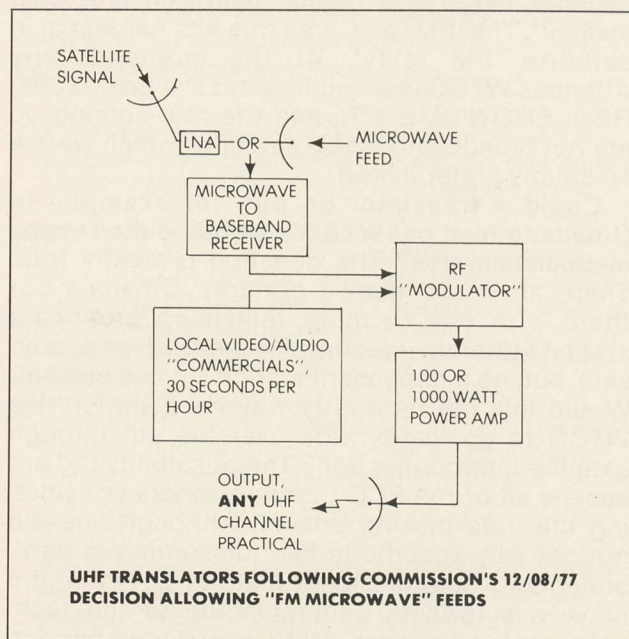 SATELLITE
SIGNAL
LNA OR
MICROWAVE
FEED
MICROWAVE
TO
BASEBAND
RECEIVER
RF
"MODULATOR"
LOCAL VIDEO/AUDIO
"COMMERCIALS",
30 SECONDS PER
HOUR
100 OR
1000 WATT
POWER AMP
OUTPUT,
ANY UHF
CHANNEL
PRACTICAL
UHF TRANSLATORS FOLLOWING COMMISSION'S 12/08/77
DECISION ALLOWING "FM MICROWAVE" FEEDS